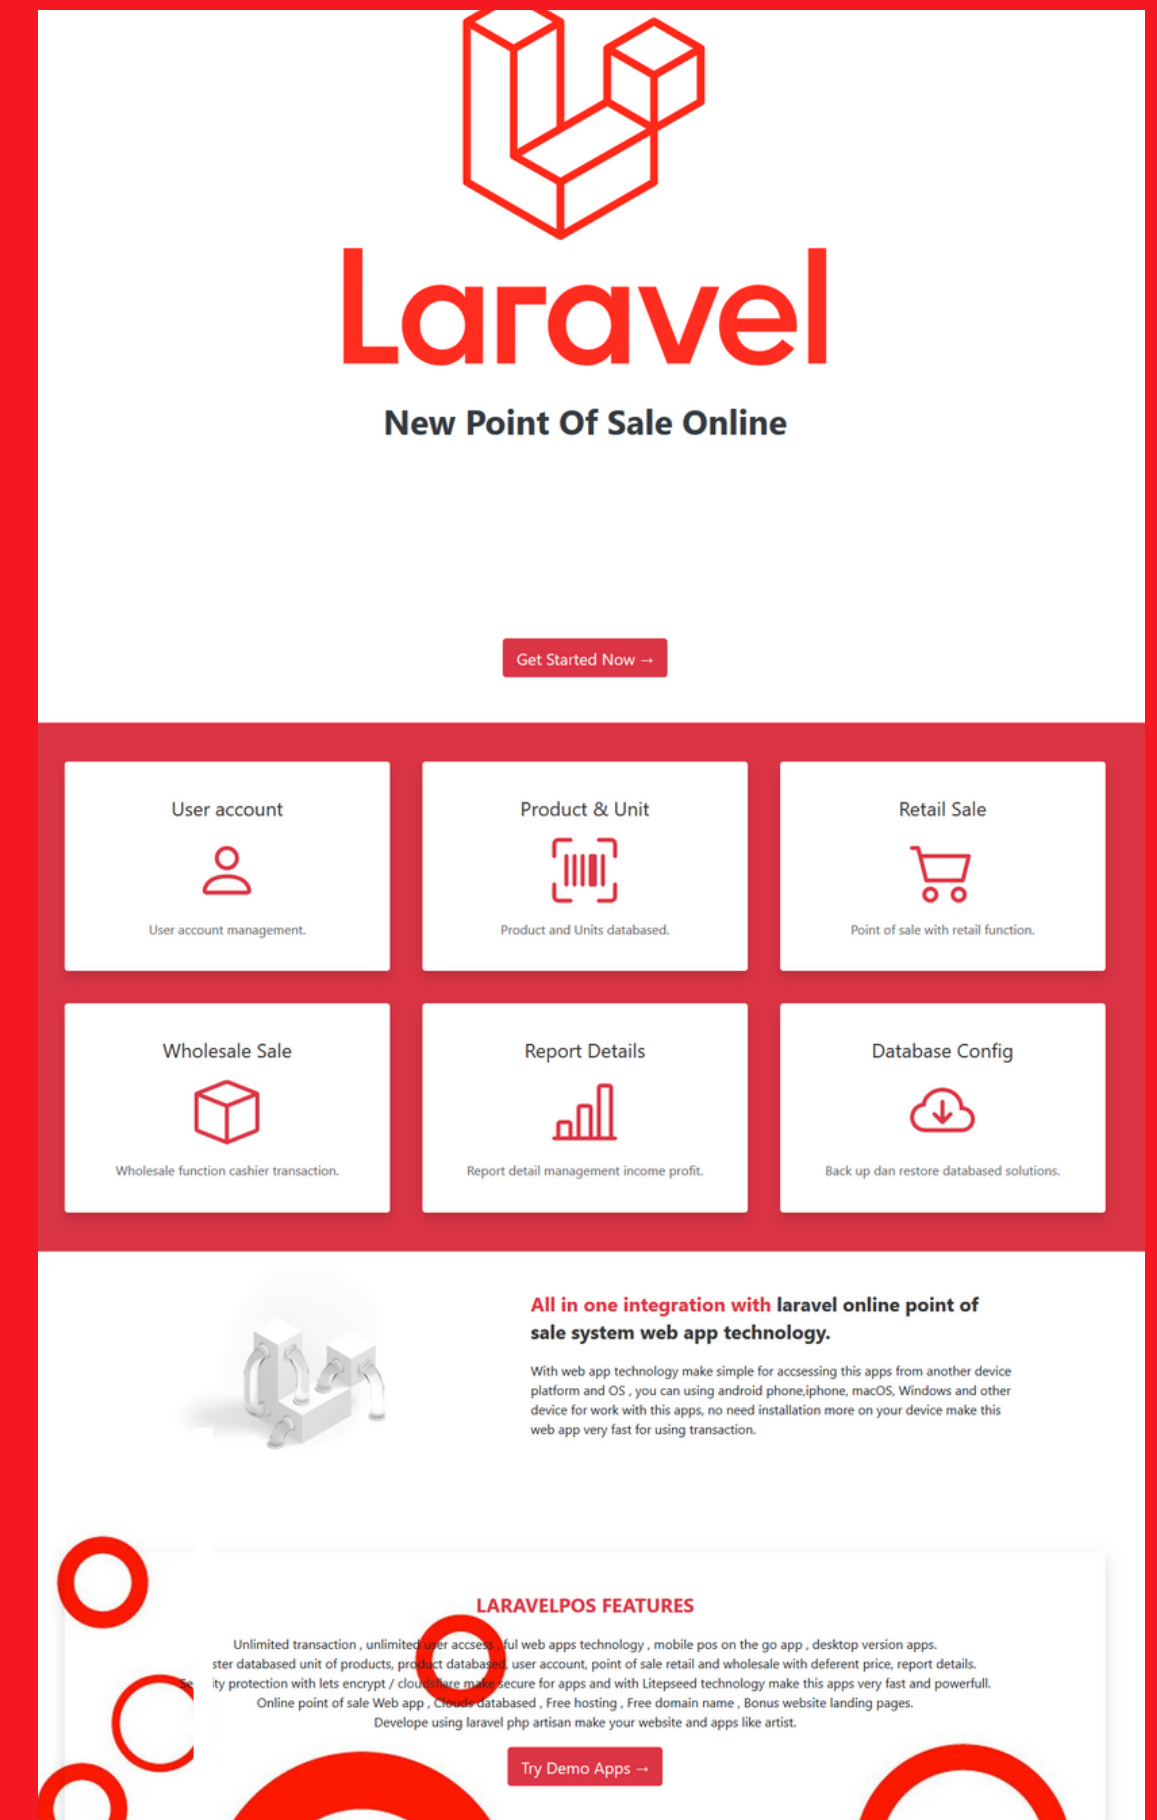 Laravel
New Point Of Sale Online
Get Started Now →
User account
Product & Unit
Retail Sale
User account management.
Product and Units databased.
Point of sale with retail function.
Wholesale Sale
Report Details
Database Config
Wholesale function cashier transaction.
Report detail management income profit.
Back up dan restore databased solutions.
All in one integration with laravel online point of
sale system web app technology.
With web app technology make simple for accsessing this apps from another device
platform and OS , you can using android phone,iphone, macOS, Windows and other
device for work with this apps, no need installation more on your device make this
web app very fast for using transaction.
LARAVELPOS FEATURES
Unlimited transaction , unlimited user accsess , ful web apps technology , mobile pos on the go app , desktop version apps.
databased unit of products, product databased, user account, point of sale retail and wholesale with deferent price, report details.
protection with lets encrypt / cloudsflare make secure for apps and with Litepseed technology make this apps very fast and powerfull.
Online point of sale Web app , Clouds databased , Free hosting , Free domain name , Bonus website landing pages.
Develope using laravel php artisan make your website and apps like artist.
Try Demo Apps →